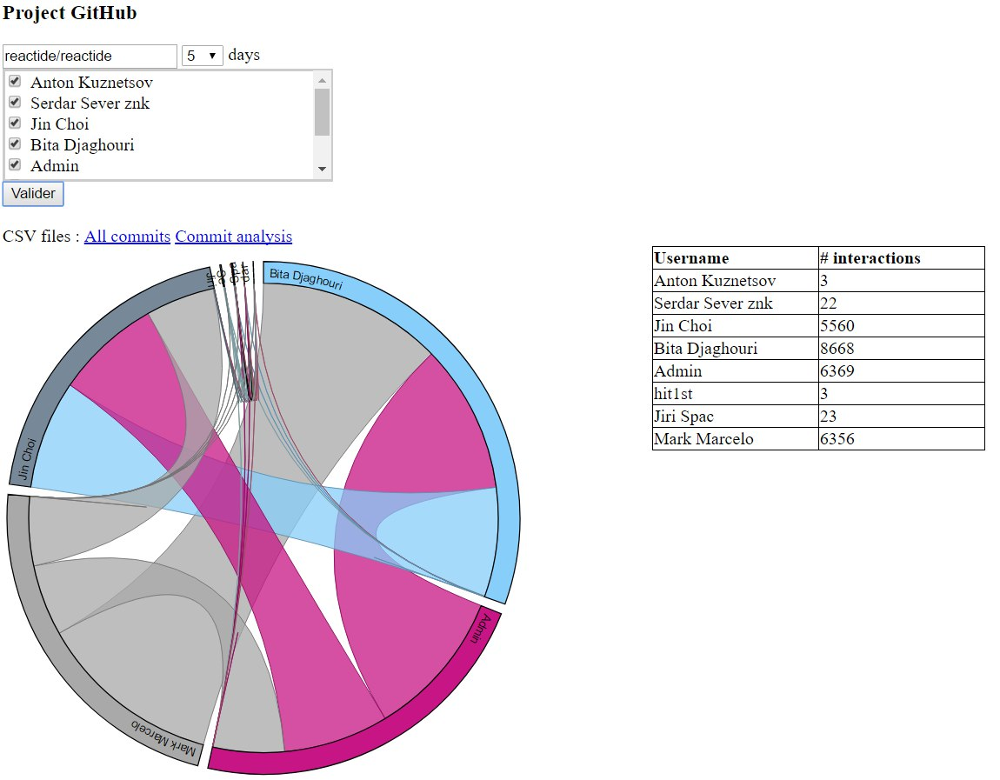 Project GitHub
reactide/reactide 5 days
Anton Kuznetsov
Serdar Sever znk
Jin Choi
Bita Djaghouri
Admin
Valider
CSV files : All commits Commit analysis
Username # interactions
Anton Kuznetsov 3
Serdar Sever znk 22
Jin Choi 5560
Bita Djaghouri 8668
Admin 6369
hit1st 3
Jiri Spac 23
Mark Marcelo 6356
Bita Djaghouri
Jin Choi
Admin
Mark Marcelo